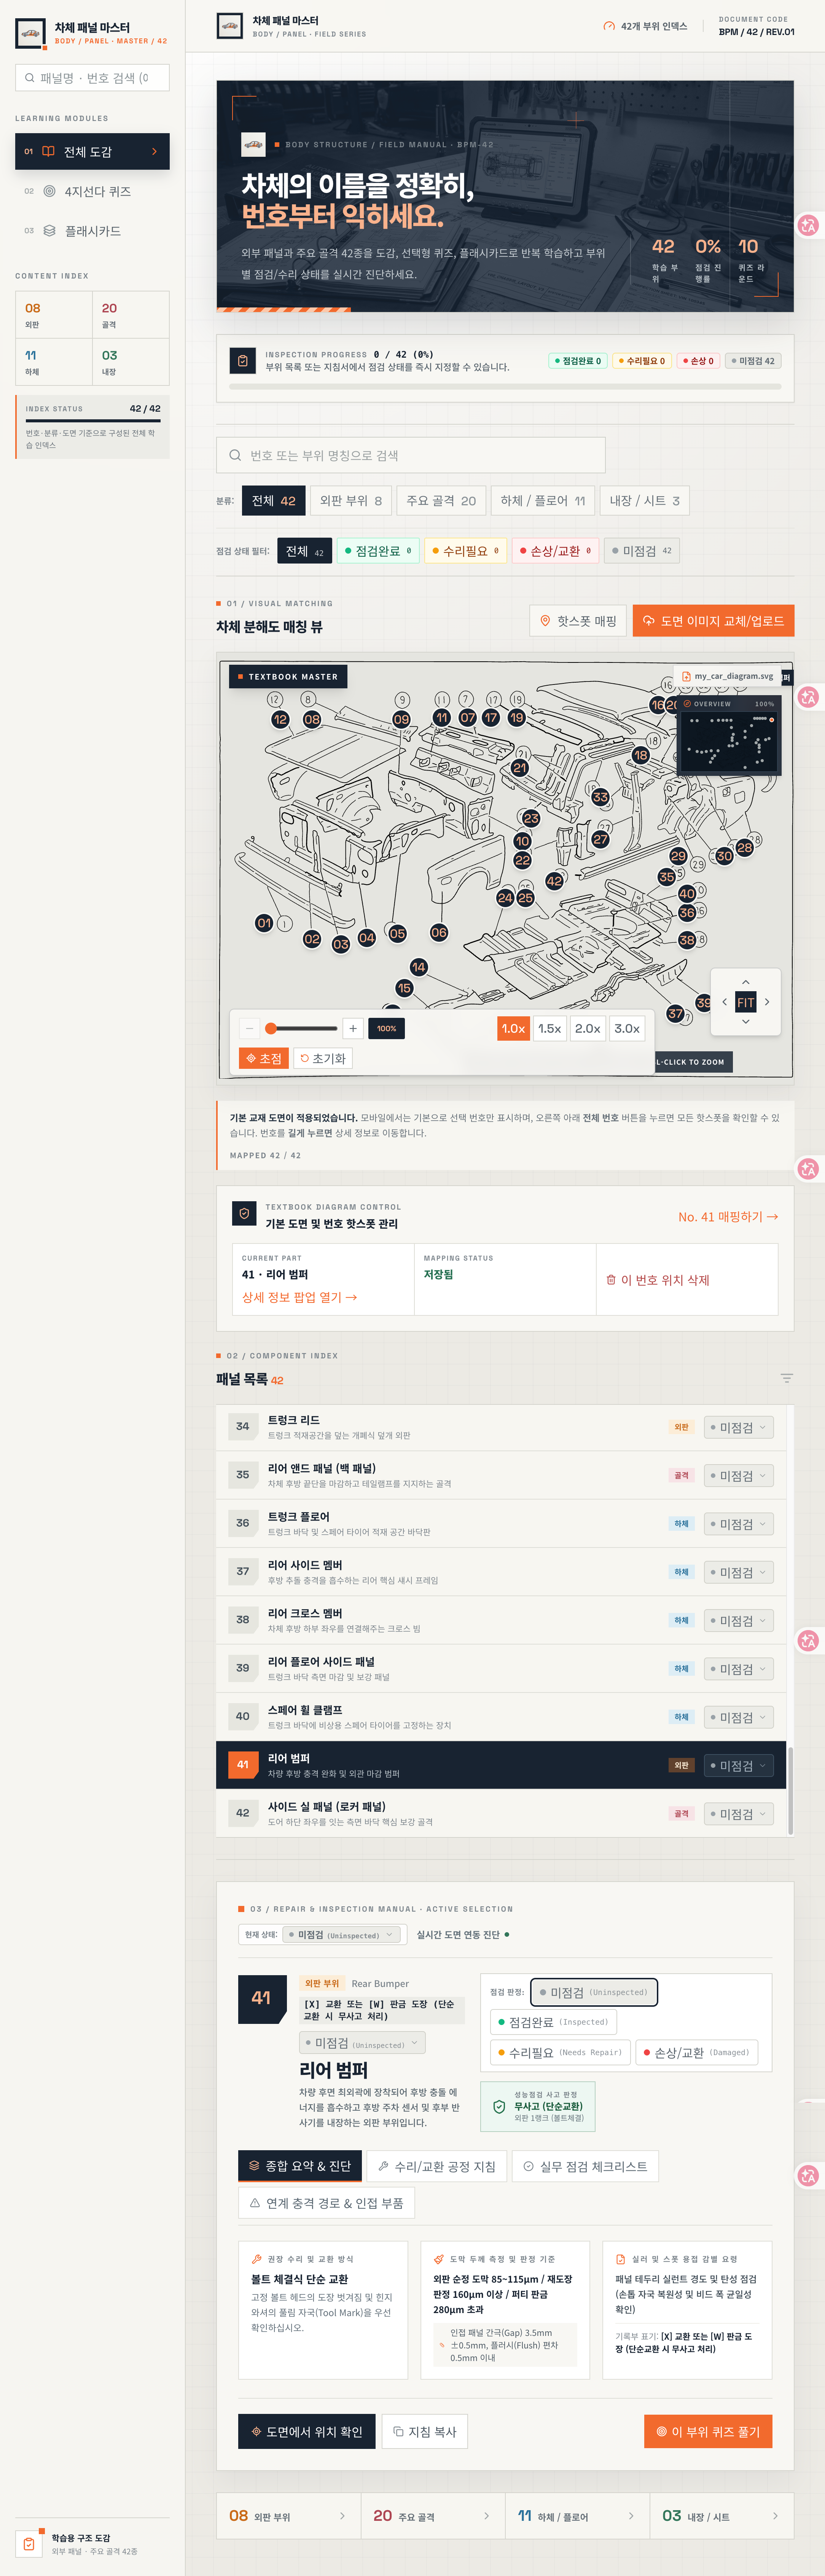 차체 패널 마스터
BODY / PANEL · MASTER / 42
패널명 · 번호 검색 (0
LEARNING MODULES
01 전체 도감
02 4지선다 퀴즈
03 플래시카드
CONTENT INDEX
08 외판
20 골격
11 하체
03 내장
INDEX STATUS 42 / 42
번호·분류·도면 기준으로 구성된 전체 학
습 인덱스
학습용 구조 도감
외부 패널 · 주요 골격 42종
차체 패널 마스터
BODY / PANEL · FIELD SERIES
42개 부위 인덱스
DOCUMENT CODE
BPM / 42 / REV.01
BODY STRUCTURE / FIELD MANUAL · BPM-42
차체의 이름을 정확히,
번호부터 익히세요.
외부 패널과 주요 골격 42종을 도감, 선택형 퀴즈, 플래시카드로 반복 학습하고 부위
별 점검/수리 상태를 실시간 진단하세요.
42 0% 10
학습 부
위
점검 진
행률
퀴즈 라
운드
INSPECTION PROGRESS 0 / 42 (0%)
부위 목록 또는 지침서에서 점검 상태를 즉시 지정할 수 있습니다.
점검완료 0 수리필요 0 손상 0 미점검 42
번호 또는 부위 명칭으로 검색
분류: 전체 42 외판 부위 8 주요 골격 20 하체 / 플로어 11 내장 / 시트 3
점검 상태 필터: 전체 42 점검완료 0 수리필요 0 손상/교환 0 미점검 42
01 / VISUAL MATCHING
차체 분해도 매칭 뷰
핫스폿 매핑 도면 이미지 교체/업로드
TEXTBOOK MASTER
my_car_diagram.svg
OVERVIEW 100%
12 8 9 11 7 17 19
12 08 09 11 07 17 19 16 20
18 18
21 21
33
23
10 27
22
29 30 28
29
42 35
24 25 40
36
01 1 02 03 04 05 06 38
14
15
37 39
FIT
− + 100% 1.0x 1.5x 2.0x 3.0x
초점 초기화
L-CLICK TO ZOOM
기본 교재 도면이 적용되었습니다. 모바일에서는 기본으로 선택 번호만 표시하며, 오른쪽 아래 전체 번호 버튼을 누르면 모든 핫스폿을 확인할 수 있
습니다. 번호를 길게 누르면 상세 정보로 이동합니다.
MAPPED 42 / 42
TEXTBOOK DIAGRAM CONTROL
기본 도면 및 번호 핫스폿 관리
No. 41 매핑하기 →
CURRENT PART
41 · 리어 범퍼
상세 정보 팝업 열기 →
MAPPING STATUS
저장됨
이 번호 위치 삭제
02 / COMPONENT INDEX
패널 목록 42
34 트렁크 리드 외판 미점검
트렁크 적재공간을 덮는 개폐식 덮개 외판
35 리어 앤드 패널 (백 패널) 골격 미점검
차체 후방 끝단을 마감하고 테일램프를 지지하는 골격
36 트렁크 플로어 하체 미점검
트렁크 바닥 및 스페어 타이어 적재 공간 바닥판
37 리어 사이드 멤버 하체 미점검
후방 추돌 충격을 흡수하는 리어 핵심 섀시 프레임
38 리어 크로스 멤버 하체 미점검
차체 후방 하부 좌우를 연결해주는 크로스 빔
39 리어 플로어 사이드 패널 하체 미점검
트렁크 바닥 측면 마감 및 보강 패널
40 스페어 휠 클램프 하체 미점검
트렁크 바닥에 비상용 스페어 타이어를 고정하는 장치
41 리어 범퍼 외판 미점검
차량 후방 충격 완화 및 외관 마감 범퍼
42 사이드 실 패널 (로커 패널) 골격 미점검
도어 하단 좌우를 잇는 측면 바닥 핵심 보강 골격
03 / REPAIR & INSPECTION MANUAL · ACTIVE SELECTION
현재 상태: 미점검 (Uninspected) 실시간 도면 연동 진단
41
외판 부위 Rear Bumper
[X] 교환 또는 [W] 판금 도장 (단순
교환 시 무사고 처리)
미점검 (Uninspected)
리어 범퍼
차량 후면 최외곽에 장착되어 후방 충돌 에
너지를 흡수하고 후방 주차 센서 및 후부 반
사기를 내장하는 외판 부위입니다.
점검 판정: 미점검 (Uninspected)
점검완료 (Inspected)
수리필요 (Needs Repair) 손상/교환 (Damaged)
성능점검 사고 판정
무사고 (단순교환)
외판 1랭크 (볼트체결)
종합 요약 & 진단 수리/교환 공정 지침 실무 점검 체크리스트
연계 충격 경로 & 인접 부품
권장 수리 및 교환 방식
볼트 체결식 단순 교환
고정 볼트 헤드의 도장 벗겨짐 및 힌지
와셔의 풀림 자국(Tool Mark)을 우선
확인하십시오.
도막 두께 측정 및 판정 기준
외판 순정 도막 85~115μm / 재도장
판정 160μm 이상 / 퍼티 판금
280μm 초과
인접 패널 간극(Gap) 3.5mm
±0.5mm, 플러시(Flush) 편차
0.5mm 이내
실러 및 스폿 용접 감별 요령
패널 테두리 실런트 경도 및 탄성 점검
(손톱 자국 복원성 및 비드 폭 균일성
확인)
기록부 표기: [X] 교환 또는 [W] 판금 도
장 (단순교환 시 무사고 처리)
도면에서 위치 확인 지침 복사 이 부위 퀴즈 풀기
08 외판 부위 20 주요 골격 11 하체 / 플로어 03 내장 / 시트